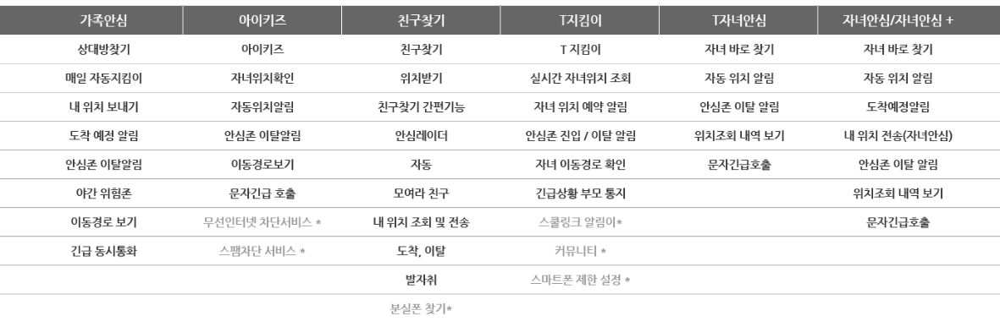 가족안심 아이키즈 친구찾기 T지킴이 T자녀안심 자녀안심/자녀안심 +
상대방찾기 아이키즈 친구찾기 T 지킴이 자녀 바로 찾기 자녀 바로 찾기
매일 자동지킴이 자녀위치확인 위치받기 실시간 자녀위치 조회 자동 위치 알림 자동 위치 알림
내 위치 보내기 자동위치알림 친구찾기 간편기능 자녀 위치 예약 알림 안심존 이탈 알림 도착예정알림
도착 예정 알림 안심존 이탈알림 안심레이더 안심존 진입 / 이탈 알림 위치조회 내역 보기 내 위치 전송(자녀안심)
안심존 이탈알림 이동경로보기 자동 자녀 이동경로 확인 문자긴급호출 안심존 이탈 알림
야간 위험존 문자긴급 호출 모여라 친구 긴급상황 부모 통지 위치조회 내역 보기
이동경로 보기 무선인터넷 차단서비스 * 내 위치 조회 및 전송 스쿨링크 알림이* 문자긴급호출
긴급 동시통화 스팸차단 서비스 * 도착, 이탈 커뮤니티 *
발자취 스마트폰 제한 설정 *
분실폰 찾기*